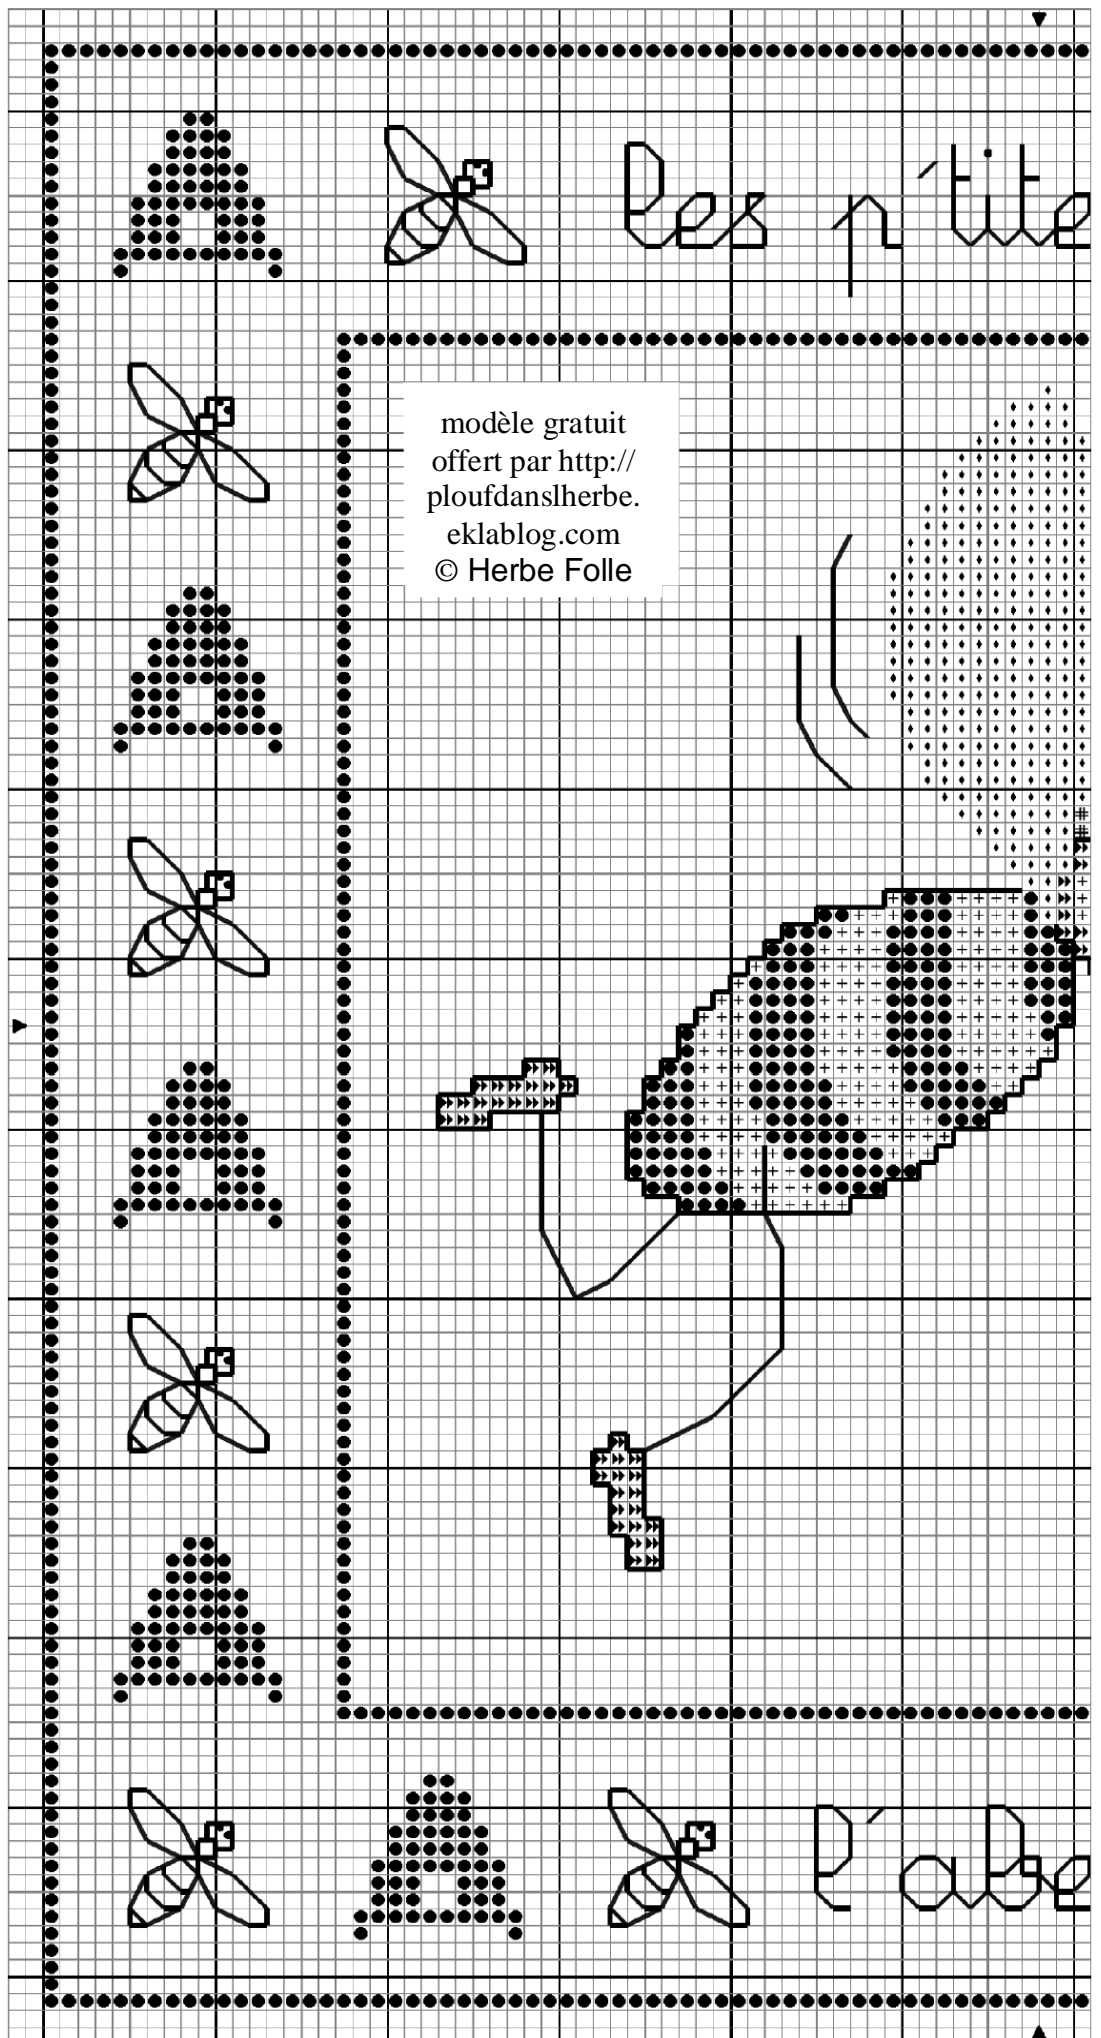 A Les p'tite
modèle gratuit
offert par http://
ploufdanslherbe.
eklablog.com
© Herbe Folle
A
A
A
A L'abe